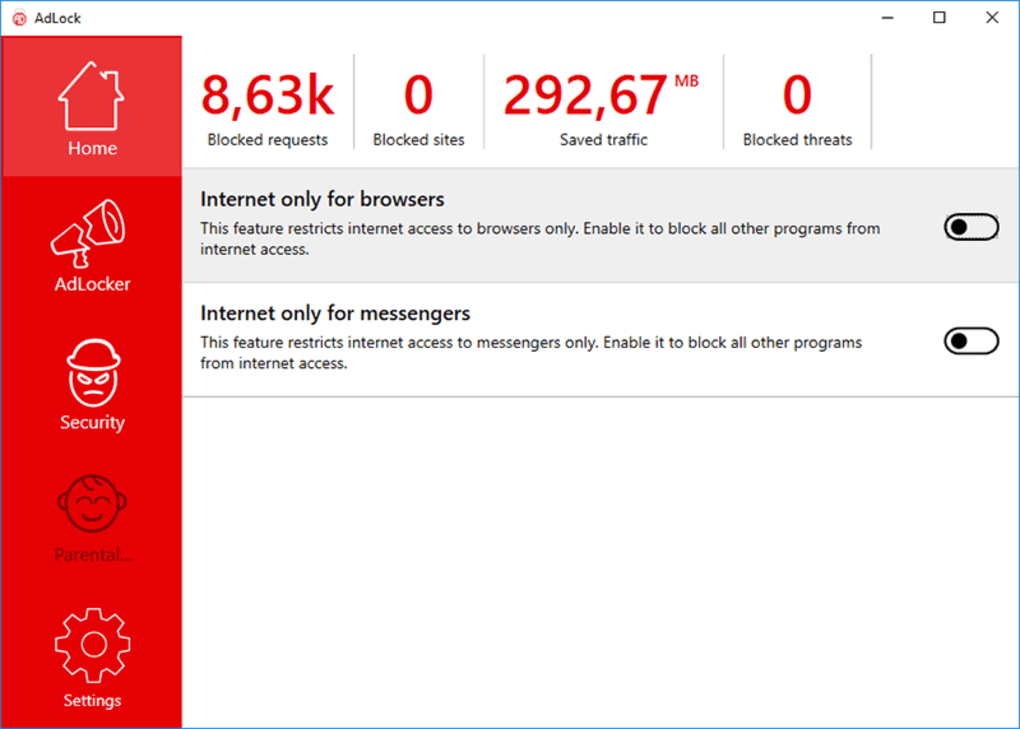 AdLock
Home
AdLocker
Security
Parental...
Settings
8,63k
Blocked requests
0
Blocked sites
292,67 MB
Saved traffic
0
Blocked threats
Internet only for browsers
This feature restricts internet access to browsers only. Enable it to block all other programs from
internet access.
Internet only for messengers
This feature restricts internet access to messengers only. Enable it to block all other programs
from internet access.